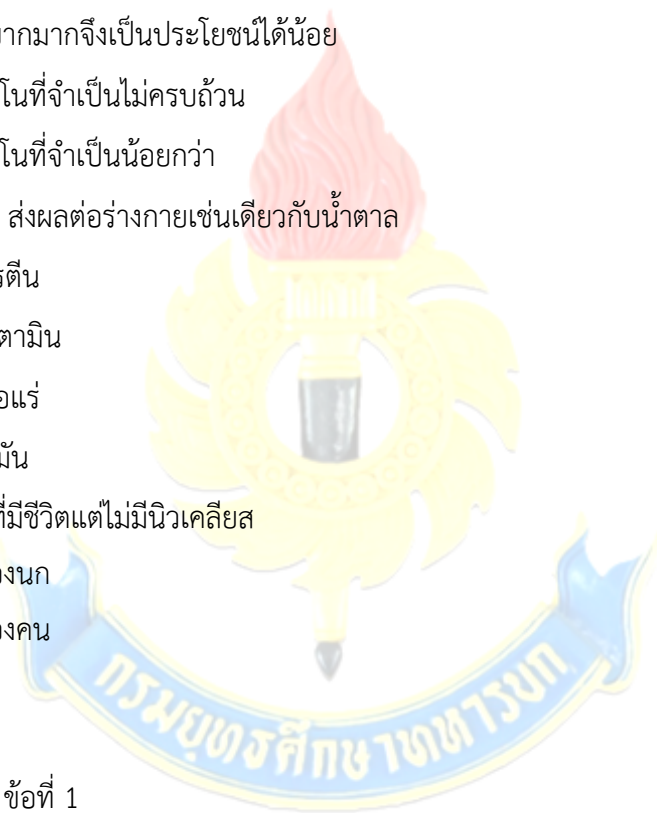 ยากมากจึงเป็นประโยชน์ได้น้อย
โนที่จำเป็นไม่ครบถ้วน
โนที่จำเป็นน้อยกว่า
ส่งผลต่อร่างกายเช่นเดียวกับน้ำตาล
รตีน
ตามิน
อแร่
มัน
ที่มีชีวิตแต่ไม่มีนิวเคลียส
องนก
องคน
กรมยุทธศึกษาทหารบก
ข้อที่ 1